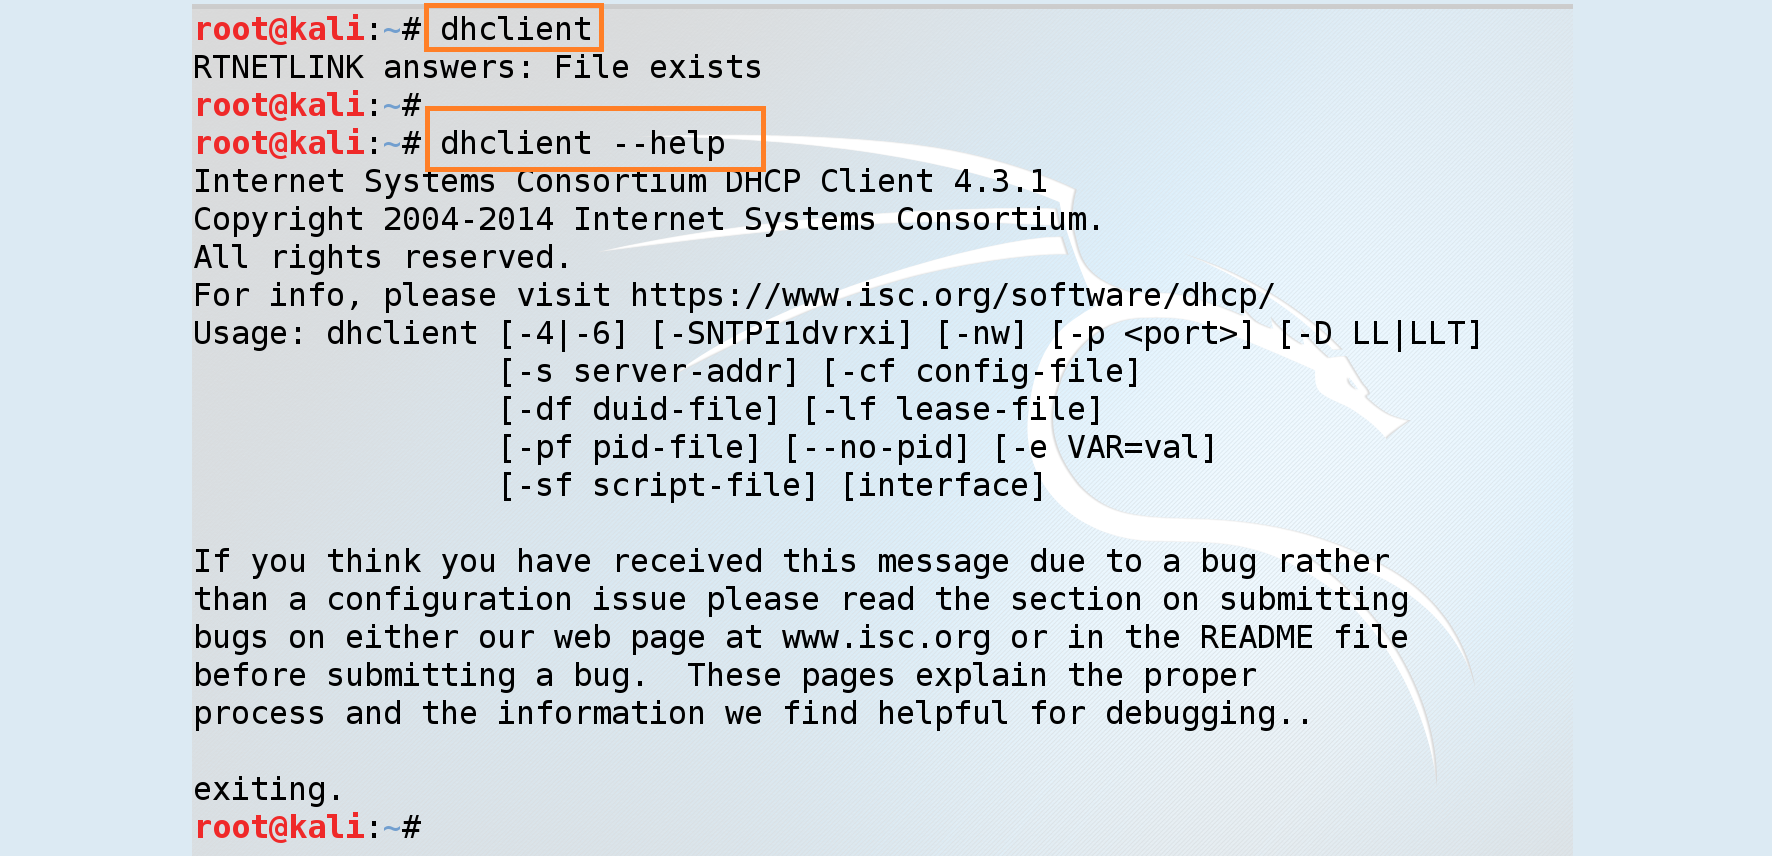 root@kali:~# dhclient
RTNETLINK answers: File exists
root@kali:~#
root@kali:~# dhclient --help
Internet Systems Consortium DHCP Client 4.3.1
Copyright 2004-2014 Internet Systems Consortium.
All rights reserved.
For info, please visit https://www.isc.org/software/dhcp/
Usage: dhclient [-4|-6] [-SNTPI1dvrxi] [-nw] [-p <port>] [-D LL|LLT]
                [-s server-addr] [-cf config-file]
                [-df duid-file] [-lf lease-file]
                [-pf pid-file] [--no-pid] [-e VAR=val]
                [-sf script-file] [interface]

If you think you have received this message due to a bug rather
than a configuration issue please read the section on submitting
bugs on either our web page at www.isc.org or in the README file
before submitting a bug.  These pages explain the proper
process and the information we find helpful for debugging..

exiting.
root@kali:~#